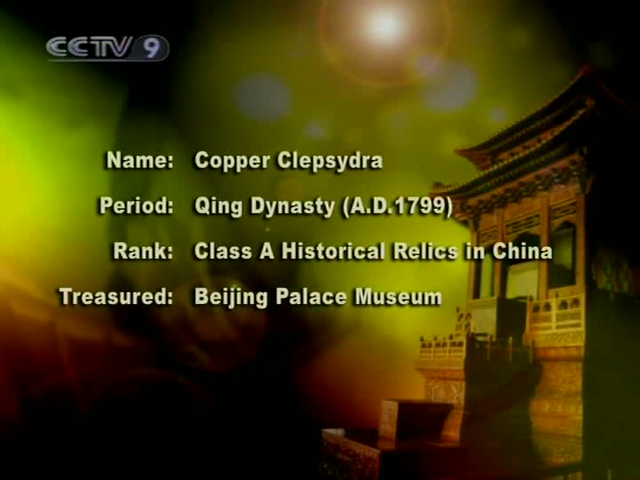 CCTV 9
Name: Copper Clepsydra
Period: Qing Dynasty (A.D.1799)
Rank: Class A Historical Relics in China
Treasured: Beijing Palace Museum